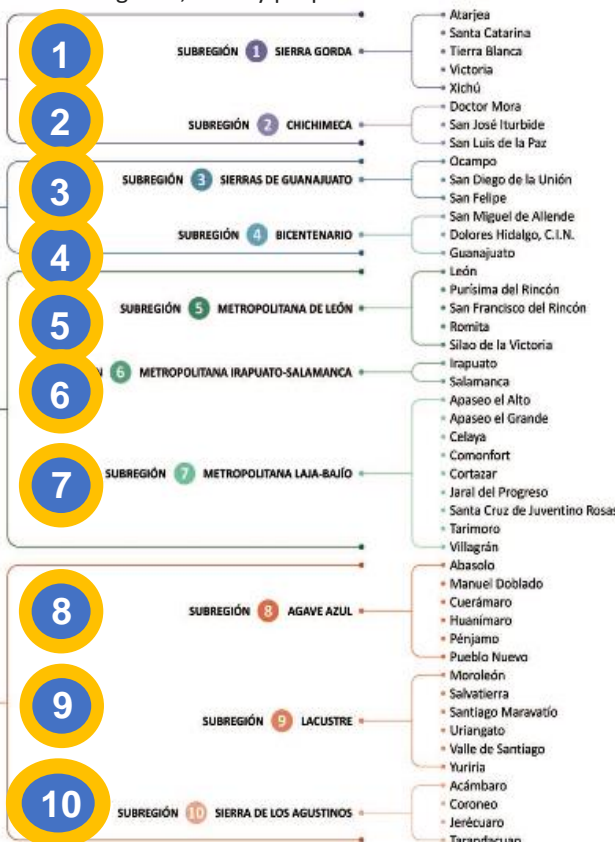 1
SUBREGIÓN 1 SIERRA GORDA
Atarjea
Santa Catarina
Tierra Blanca
Victoria
Xichú
2
SUBREGIÓN 2 CHICHIMECA
Doctor Mora
San José Iturbide
San Luis de la Paz
3
SUBREGIÓN 3 SIERRAS DE GUANAJUATO
Ocampo
San Diego de la Unión
San Felipe
4
SUBREGIÓN 4 BICENTENARIO
San Miguel de Allende
Dolores Hidalgo, C.I.N.
Guanajuato
5
SUBREGIÓN 5 METROPOLITANA DE LEÓN
León
Purísima del Rincón
San Francisco del Rincón
Romita
Silao de la Victoria
6
N 6 METROPOLITANA IRAPUATO-SALAMANCA
Irapuato
Salamanca
7
SUBREGIÓN 7 METROPOLITANA LAJA-BAJÍO
Apaseo el Alto
Apaseo el Grande
Celaya
Comonfort
Cortazar
Jaral del Progreso
Santa Cruz de Juventino Rosas
Tarimoro
Villagrán
8
SUBREGIÓN 8 AGAVE AZUL
Abasolo
Manuel Doblado
Cuerámaro
Huanímaro
Pénjamo
Pueblo Nuevo
9
SUBREGIÓN 9 LACUSTRE
Moroleón
Salvatierra
Santiago Maravatío
Uriangato
Valle de Santiago
Yuriria
10
SUBREGIÓN 10 SIERRA DE LOS AGUSTINOS
Acámbaro
Coroneo
Jerécuaro
Tarandacuao